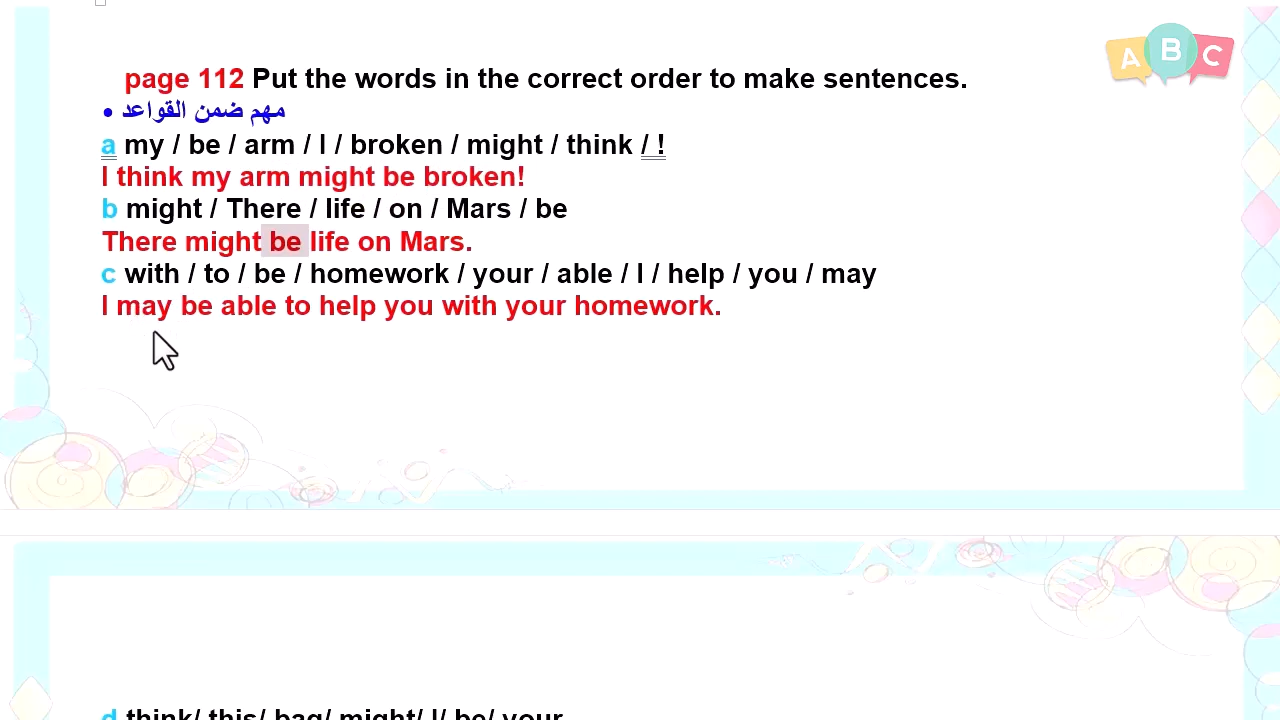 A B C
page 112 Put the words in the correct order to make sentences.
• مهم ضمن القواعد
a my / be / arm / I / broken / might / think / !
I think my arm might be broken!
b might / There / life / on / Mars / be
There might be life on Mars.
c with / to / be / homework / your / able / I / help / you / may
I may be able to help you with your homework.
d think/ this/ bag/ might/ I/ be/ your